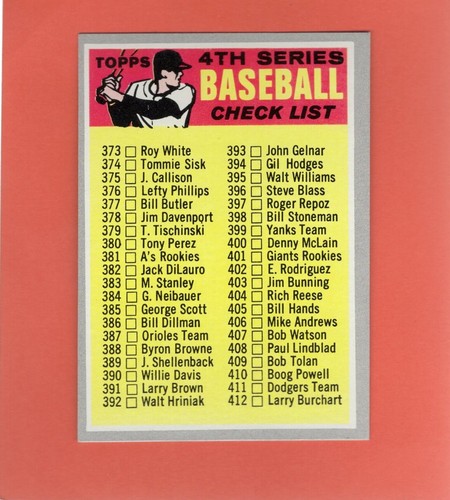 TOPPS
4TH SERIES
BASEBALL
CHECK LIST
373 Roy White
374 Tommie Sisk
375 J. Callison
376 Lefty Phillips
377 Bill Butler
378 Jim Davenport
379 T. Tischinski
380 Tony Perez
381 A's Rookies
382 Jack DiLauro
383 M. Stanley
384 G. Neibauer
385 George Scott
386 Bill Dillman
387 Orioles Team
388 Byron Browne
389 J. Shellenback
390 Willie Davis
391 Larry Brown
392 Walt Hriniak
393 John Gelnar
394 Gil Hodges
395 Walt Williams
396 Steve Blass
397 Roger Repoz
398 Bill Stoneman
399 Yanks Team
400 Denny McLain
401 Giants Rookies
402 E. Rodriguez
403 Jim Bunning
404 Rich Reese
405 Bill Hands
406 Mike Andrews
407 Bob Watson
408 Paul Lindblad
409 Bob Tolan
410 Boog Powell
411 Dodgers Team
412 Larry Burchart